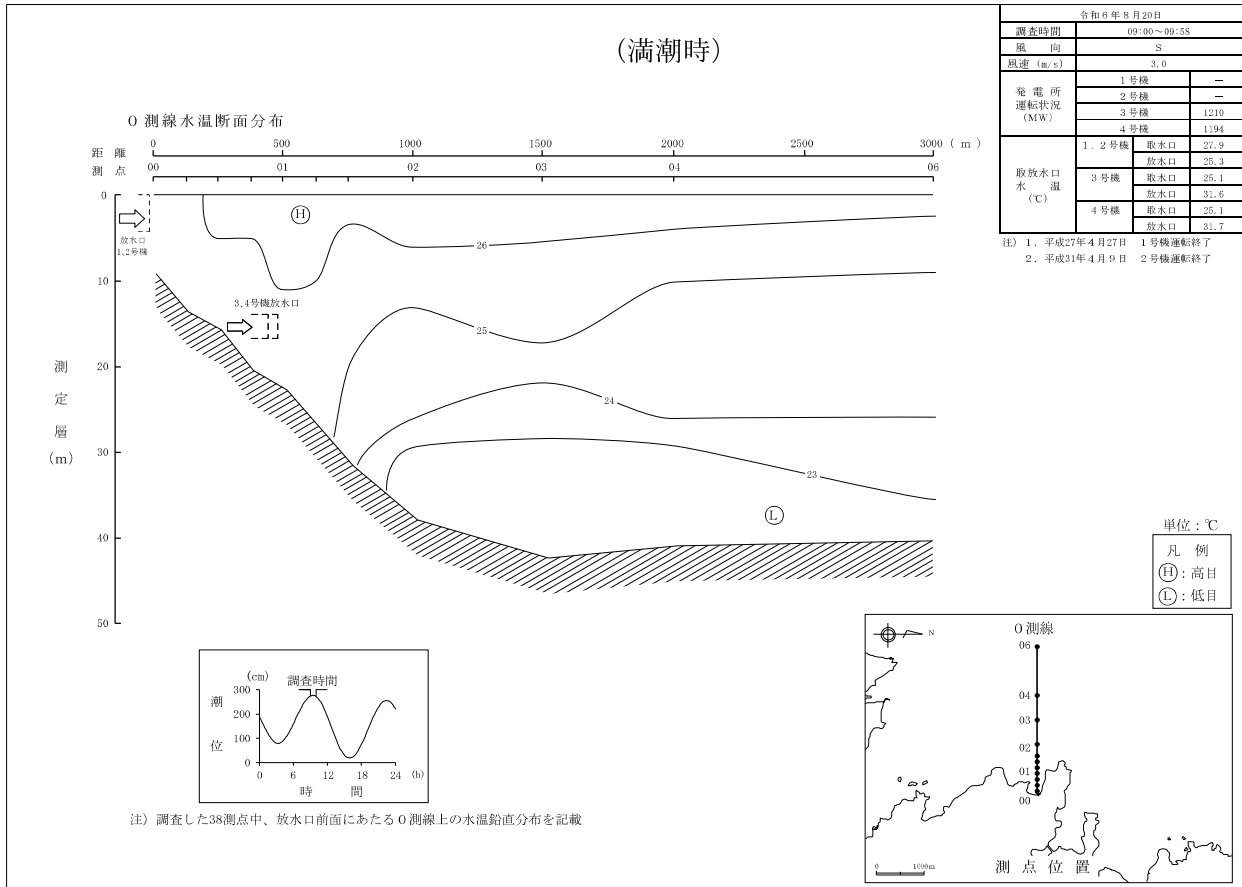 (満潮時)
令和6年8月20日
調査時間 09:00～09:58
風　向 S
風速 (m/s) 3.0
発電所
運転状況
(MW)
1号機 －
2号機 －
3号機 1210
4号機 1194
取放水口
水　温
(℃)
1、2号機 取水口 27.9
放水口 25.3
3号機 取水口 25.1
放水口 31.6
4号機 取水口 25.1
放水口 31.7
注) 1. 平成27年4月27日　1号機運転終了
2. 平成31年4月9日　2号機運転終了
0測線水温断面分布
距離 0 500 1000 1500 2000 3000 (m)
測点 00 01 02 03 04 06
測定層(m)
0
10
20
30
40
50
放水口
1,2号機
3、4号機放水口
H
26
25
24
23
L
単位:℃
凡　例
H:高目
L:低目
(cm)
潮位
調査時間
300
200
100
0
0 6 12 18 24 (h)
時　間
注) 調査した38測点中、放水口前面にあたる0測線上の水温鉛直分布を記載
N
0測線
06
04
03
02
01
00
0 1000m
測点位置